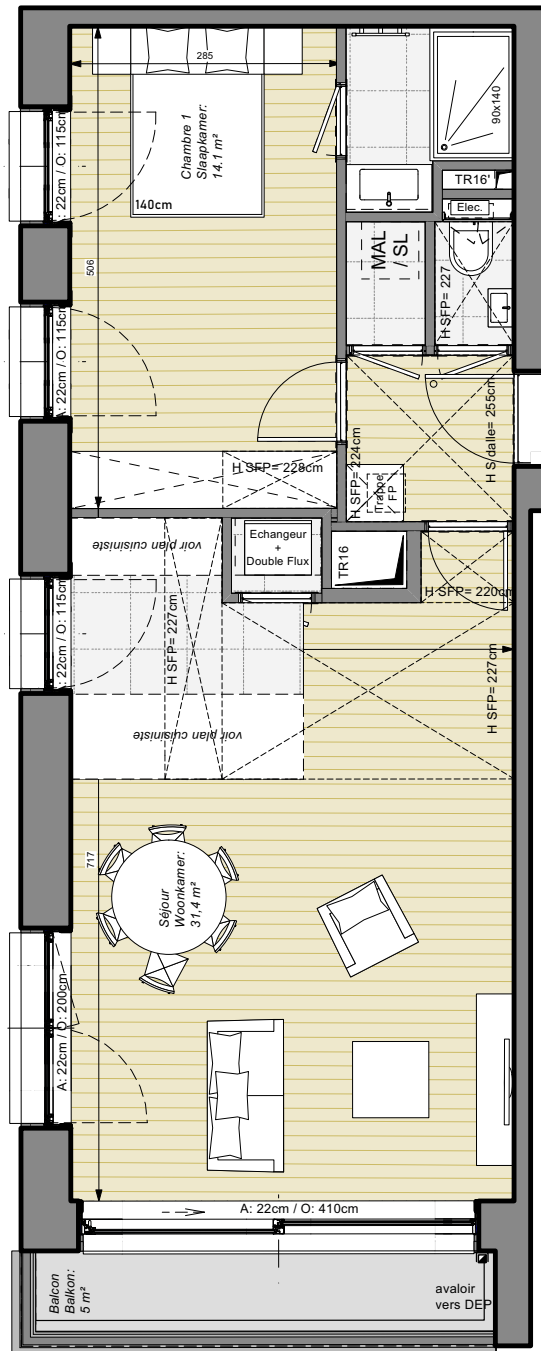 285
Chambre 1
Slaapkamer:
14.1 m²
140cm
506
90x140
TR16'
Elec.
MAL
/ SL
H SFP= 227
A: 22cm / O: 115cm
A: 22cm / O: 115cm
H S/dalle= 255cm
H SFP= 224cm
Trappe
FP
H SFP= 228cm
voir plan cuisiniste
Echangeur
+
Double Flux
TR16
H SFP= 220cm
A: 22cm / O: 115cm
H SFP= 227cm
H SFP= 227cm
voir plan cuisiniste
717
Séjour
Woonkamer:
31,4 m²
A: 22cm / O: 200cm
A: 22cm / O: 410cm
Balcon
Balkon:
5 m²
avaloir
vers DEP